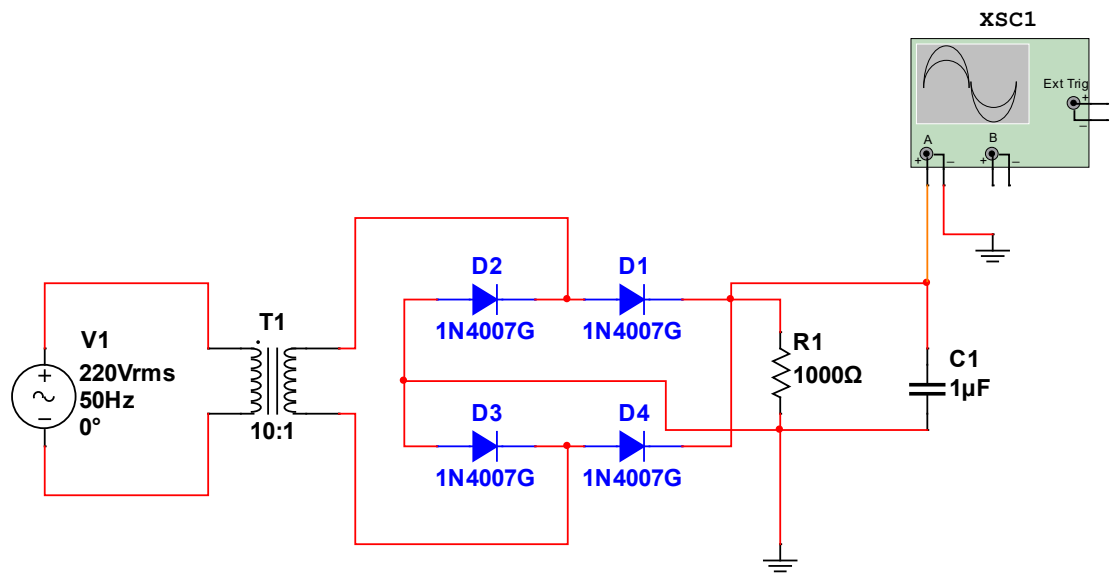 XSC1
Ext Trig
+
–
A
B
+
–
+
–
V1
+
–
220Vrms
50Hz
0°
T1
10:1
D2
1N4007G
D1
1N4007G
D3
1N4007G
D4
1N4007G
R1
1000Ω
C1
1µF